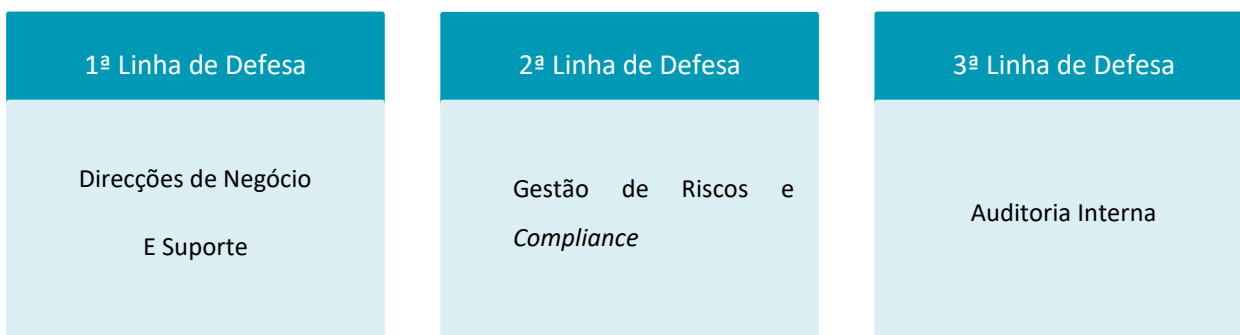 1ª Linha de Defesa
Direcções de Negócio
E Suporte
2ª Linha de Defesa
Gestão de Riscos e
Compliance
3ª Linha de Defesa
Auditoria Interna